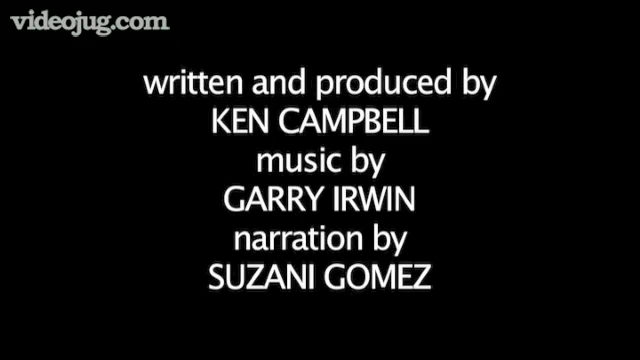 videojug.com
written and produced by
KEN CAMPBELL
music by
GARRY IRWIN
narration by
SUZANI GOMEZ